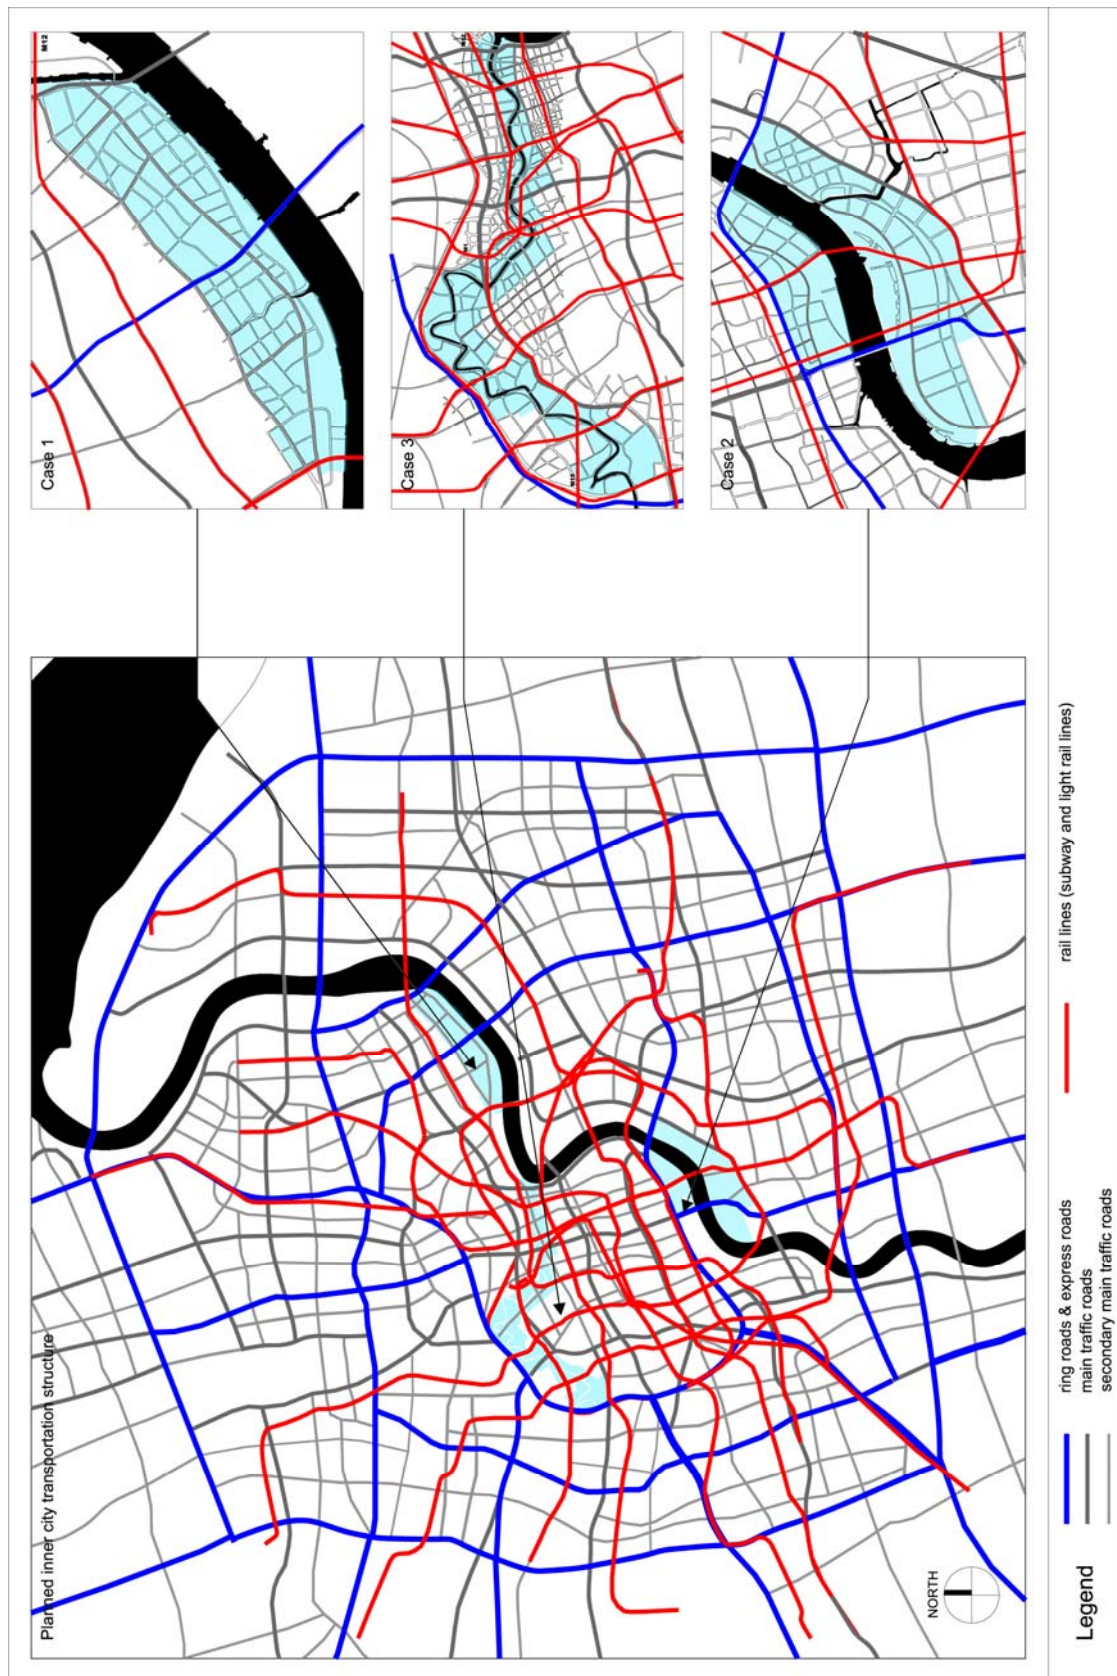 Planned inner city transportation structure
Case 1
M12
Case 3
Case 2
NORTH
Legend
ring roads & express roads
main traffic roads
secondary main traffic roads
rail lines (subway and light rail lines)